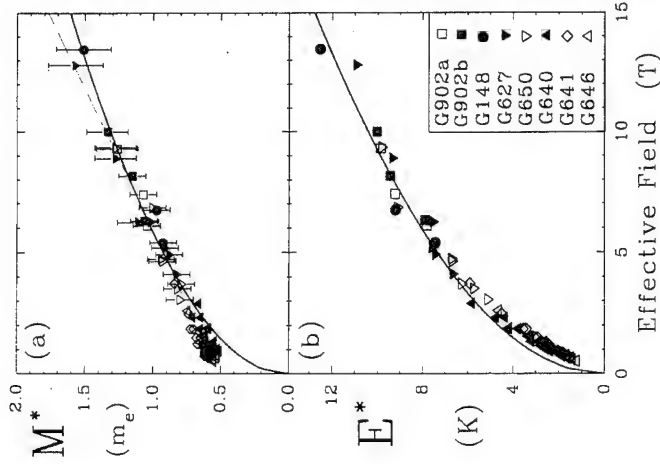 (a)
M*
(m_e)
2.0
1.5
1.0
0.5
0.0
(b)
E*
(K)
12
8
4
0
G902a
G902b
G148
G627
G650
G640
G641
G646
0
5
10
15
Effective Field (T)